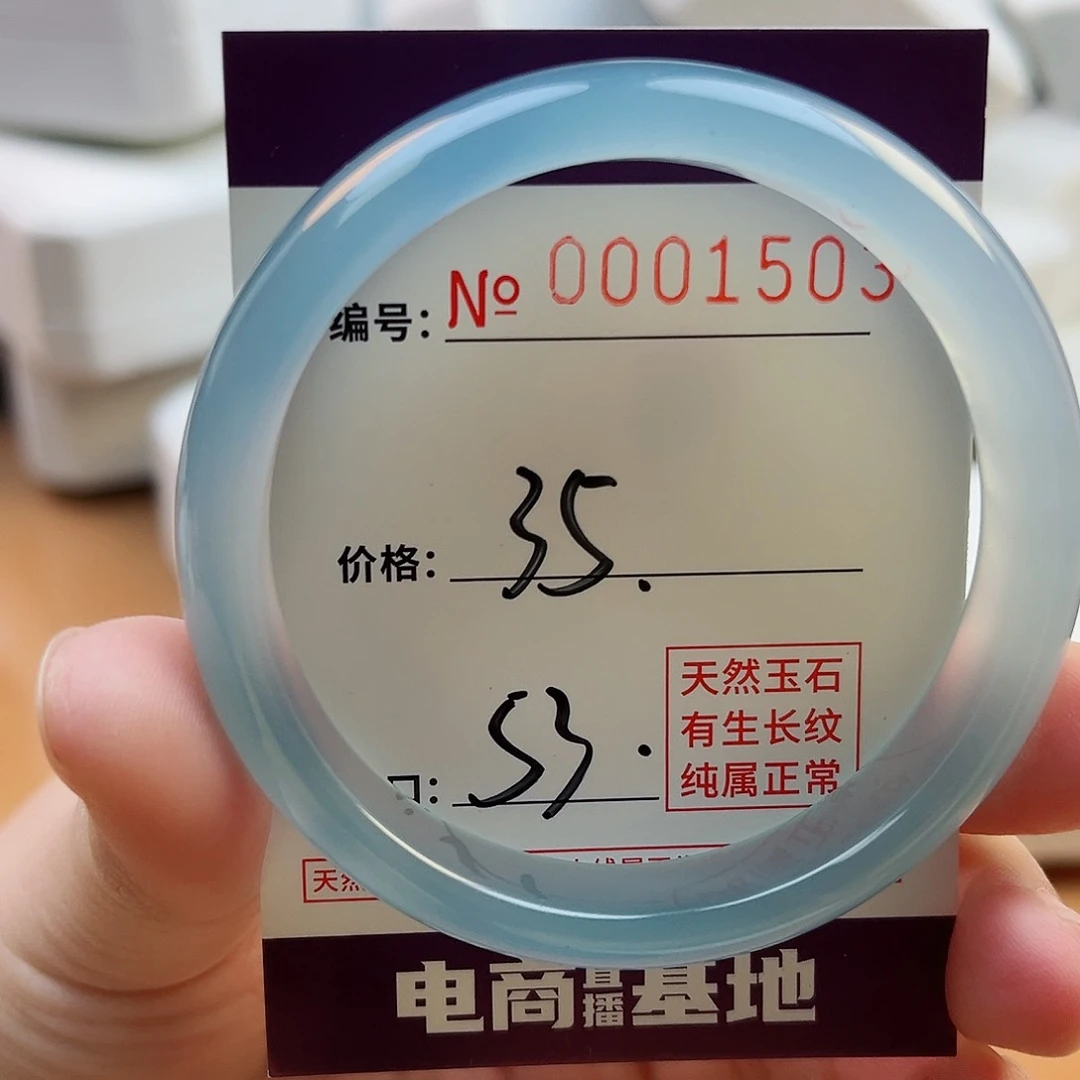 编号: № 0001503
价格: 35.
口: 53.
天然玉石
有生长纹
纯属正常
天然
电商直播基地